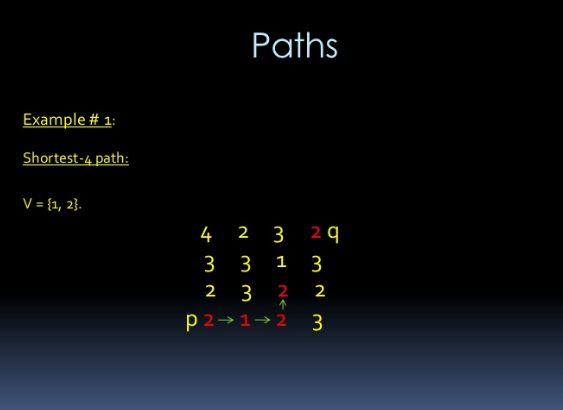 Paths
Example # 1:
Shortest-4 path:
V = {1, 2}.
4 2 3 2 q
3 3 1 3
2 3 2 2
↑
p 2 → 1 → 2 3